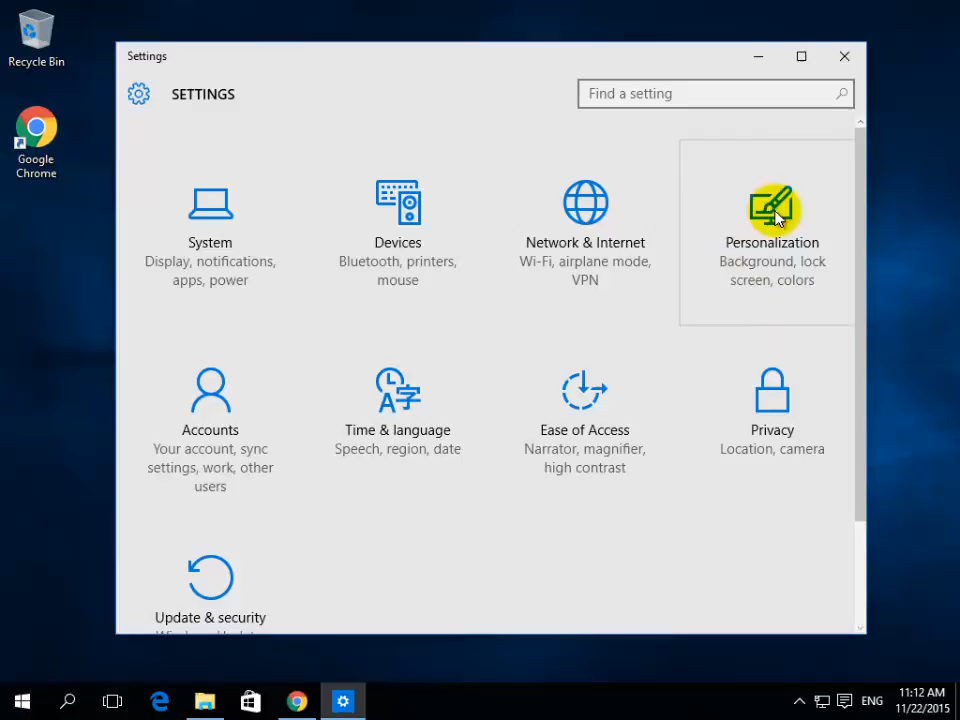 Recycle Bin
Google
Chrome
Settings
SETTINGS
Find a setting
System
Display, notifications,
apps, power
Devices
Bluetooth, printers,
mouse
Network & Internet
Wi-Fi, airplane mode,
VPN
Personalization
Background, lock
screen, colors
Accounts
Your account, sync
settings, work, other
users
Time & language
Speech, region, date
Ease of Access
Narrator, magnifier,
high contrast
Privacy
Location, camera
Update & security
ENG
11:12 AM
11/22/2015